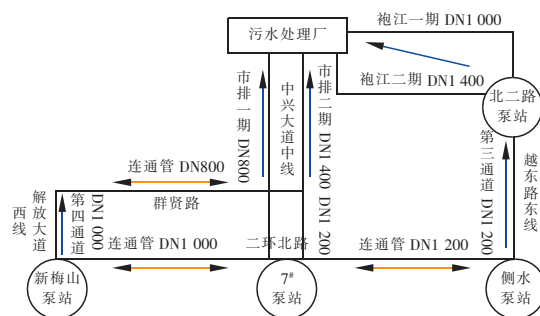 袍江一期 DN1 000
污水处理厂
袍江二期 DN1 400
北二路
泵站
市排一期 DN800
中兴大道中线
市排二期 DN1 400 DN1 200
第三通道 DN1 200
越东路东线
连通管 DN800
群贤路
解放大道
西线
第四通道
DN1 000
连通管 DN1 000
二环北路
连通管 DN1 200
新梅山
泵站
7#
泵站
侧水
泵站